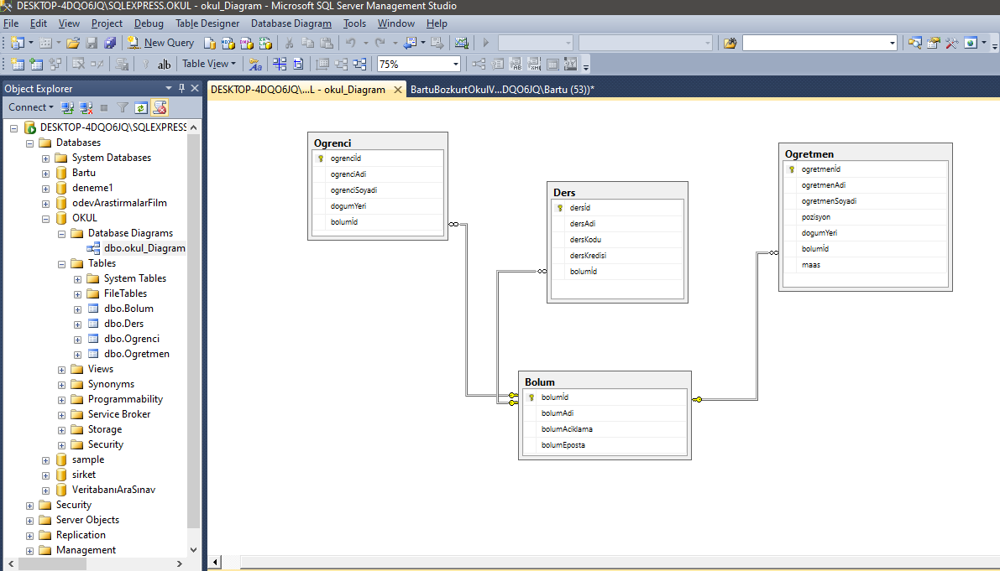 DESKTOP-4DQO6JQ\SQLEXPRESS.OKUL - okul_Diagram - Microsoft SQL Server Management Studio
File Edit View Project Debug Table Designer Database Diagram Tools Window Help
New Query
Table View 75%
Object Explorer
Connect
DESKTOP-4DQO6JQ\SQLEXPRESS
Databases
System Databases
Bartu
deneme1
odevArastirmalarFilm
OKUL
Database Diagrams
dbo.okul_Diagram
Tables
System Tables
FileTables
dbo.Bolum
dbo.Ders
dbo.Ogrenci
dbo.Ogretmen
Views
Synonyms
Programmability
Service Broker
Storage
Security
sample
sirket
VeritabanıAraSınav
Security
Server Objects
Replication
Management
DESKTOP-4DQO6JQ\...L - okul_Diagram
BartuBozkurtOkulV...DQO6JQ\Bartu (53))*
Ogrenci
ogrenciİd
ogrenciAdi
ogrenciSoyadi
dogumYeri
bolumİd
Ders
dersİd
dersAdi
dersKodu
dersKredisi
bolumİd
Ogretmen
ogretmenİd
ogretmenAdi
ogretmenSoyadi
pozisyon
dogumYeri
bolumİd
maas
Bolum
bolumİd
bolumAdi
bolumAciklama
bolumEposta